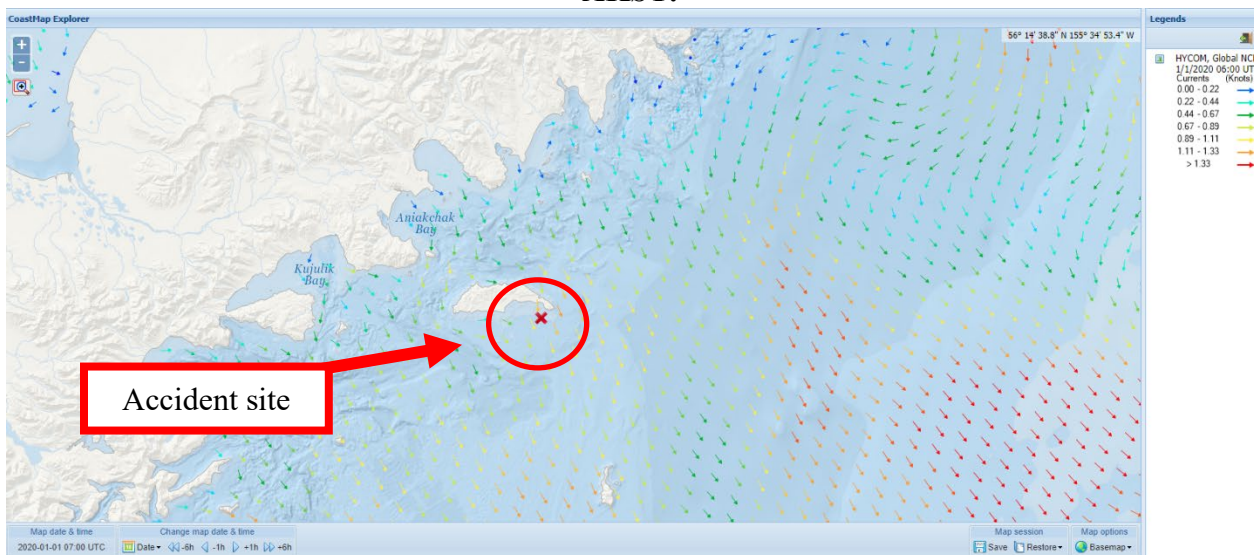 CoastMap Explorer
Legends
56° 14' 38.8" N 155° 34' 53.4" W
HYCOM, Global
1/1/2020 06:00
Currents (Knots)
0.00 - 0.22
0.22 - 0.44
0.44 - 0.67
0.67 - 0.89
0.89 - 1.11
1.11 - 1.33
> 1.33
Aniakchak
Bay
Kujulik
Bay
Accident site
Map date & time
Change map date & time
Map session
Map options
2020-01-01 07:00 UTC
Date
-6h
-1h
+1h
+6h
Save
Restore
Basemap